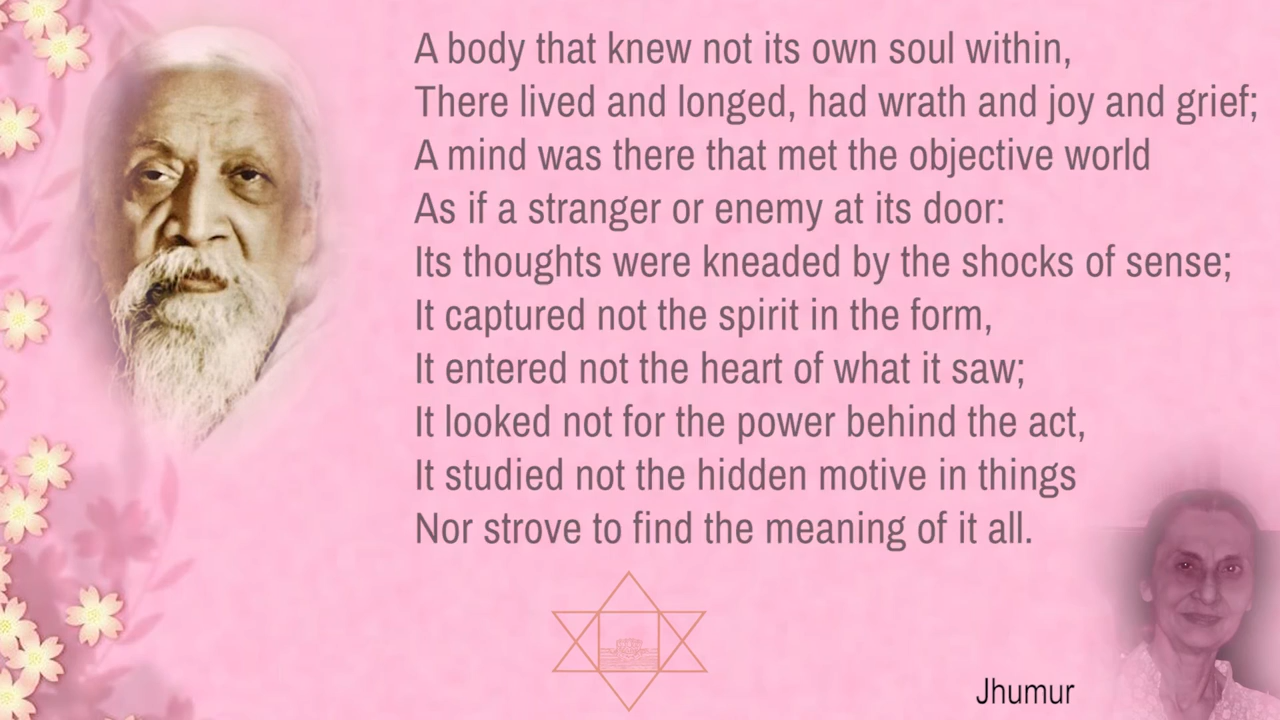 A body that knew not its own soul within,
There lived and longed, had wrath and joy and grief;
A mind was there that met the objective world
As if a stranger or enemy at its door:
Its thoughts were kneaded by the shocks of sense;
It captured not the spirit in the form,
It entered not the heart of what it saw;
It looked not for the power behind the act,
It studied not the hidden motive in things
Nor strove to find the meaning of it all.
Jhumur